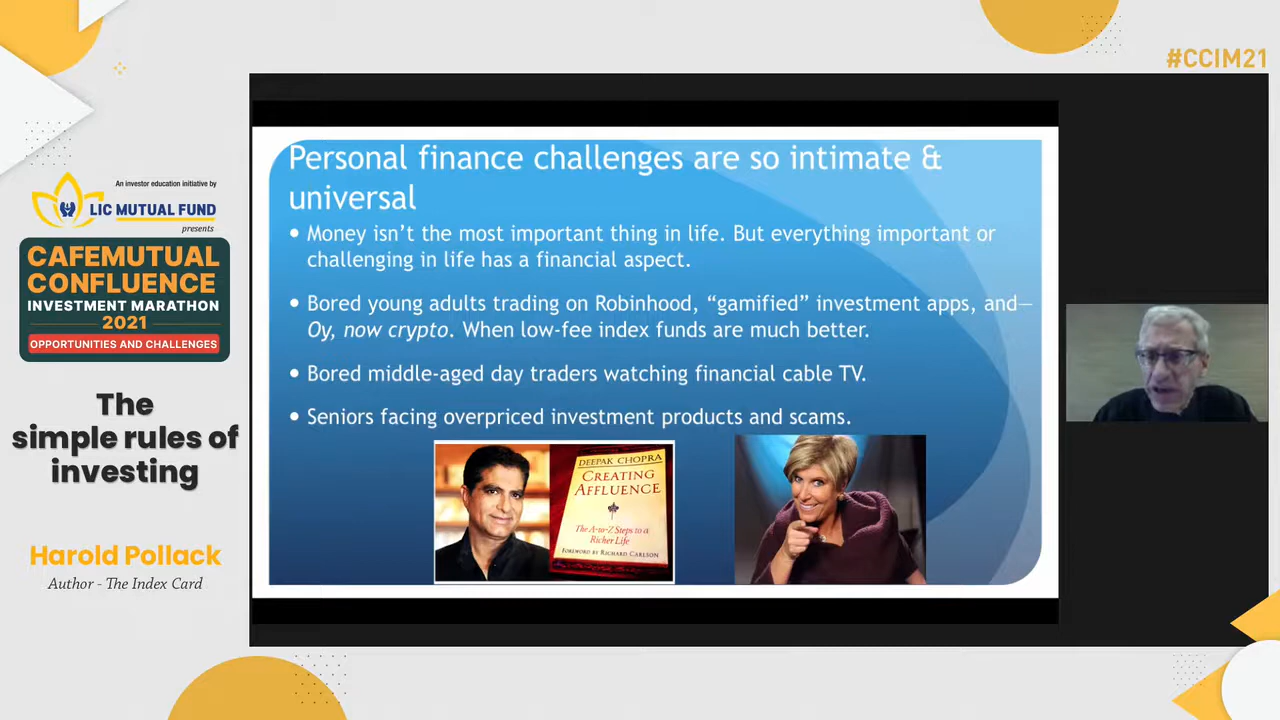 #CCIM21
An investor education initiative by
LIC MUTUAL FUND
presents
CAFEMUTUAL
CONFLUENCE
INVESTMENT MARATHON
2021
OPPORTUNITIES AND CHALLENGES
The
simple rules of
investing
Harold Pollack
Author - The Index Card
Personal finance challenges are so intimate &
universal
• Money isn't the most important thing in life. But everything important or
challenging in life has a financial aspect.
• Bored young adults trading on Robinhood, “gamified” investment apps, and—
Oy, now crypto. When low-fee index funds are much better.
• Bored middle-aged day traders watching financial cable TV.
• Seniors facing overpriced investment products and scams.
DEEPAK CHOPRA
CREATING
AFFLUENCE
The A-to-Z Steps to a
Richer Life
FOREWORD BY RICHARD CARLSON